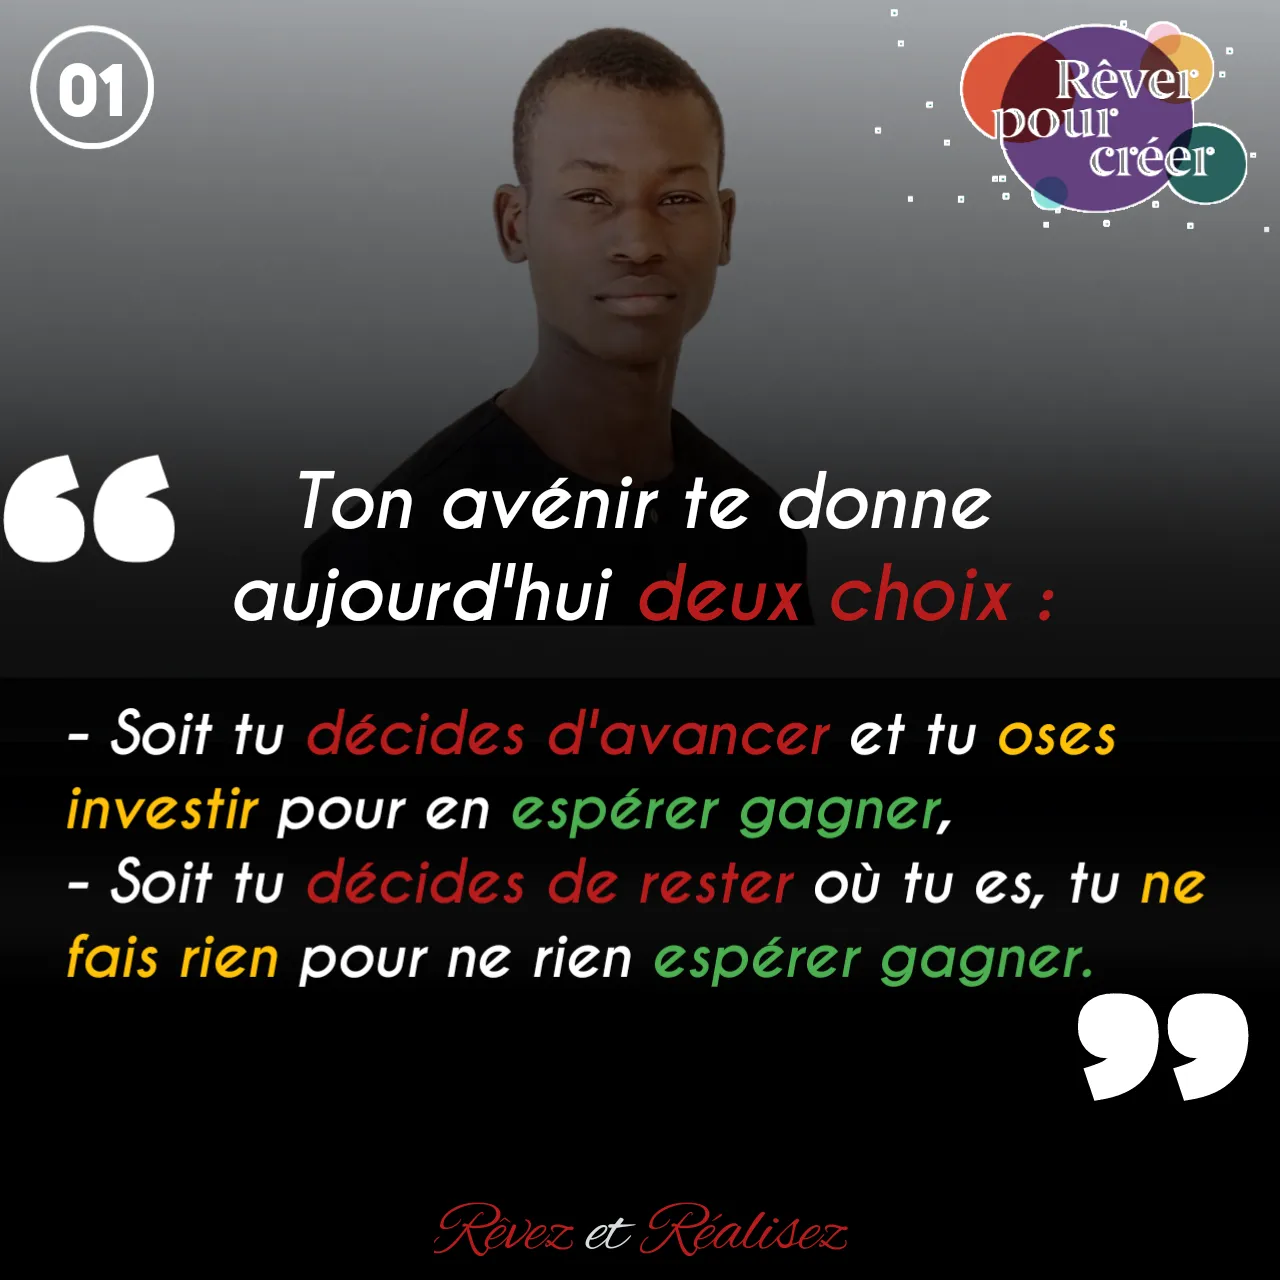 01
Rêver
pour
créer
Ton avénir te donne
aujourd'hui deux choix :
- Soit tu décides d'avancer et tu oses
investir pour en espérer gagner,
- Soit tu décides de rester où tu es, tu ne
fais rien pour ne rien espérer gagner.
Rêvez et Réalisez